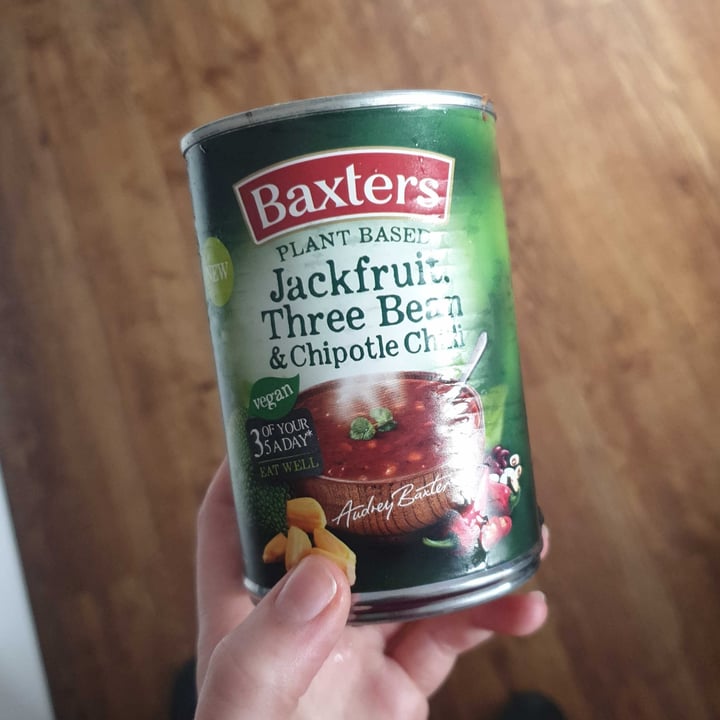 Baxters
PLANT BASED
Jackfruit,
Three Bean
& Chipotle Chilli
NEW
vegan
3 OF YOUR
5 A DAY*
EAT WELL
Audrey Baxter